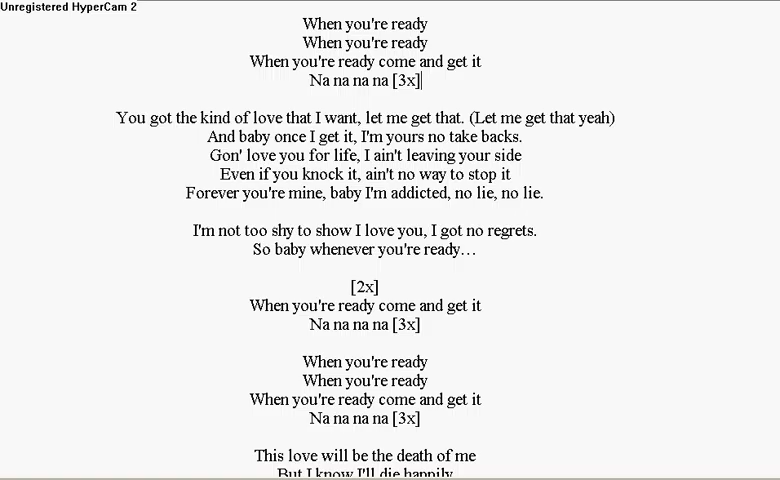 Unregistered HyperCam 2
When you're ready
When you're ready
When you're ready come and get it
Na na na na [3x]
You got the kind of love that I want, let me get that. (Let me get that yeah)
And baby once I get it, I'm yours no take backs.
Gon' love you for life, I ain't leaving your side
Even if you knock it, ain't no way to stop it
Forever you're mine, baby I'm addicted, no lie, no lie.
I'm not too shy to show I love you, I got no regrets.
So baby whenever you're ready…
[2x]
When you're ready come and get it
Na na na na [3x]
When you're ready
When you're ready
When you're ready come and get it
Na na na na [3x]
This love will be the death of me
But I know I'll die happily